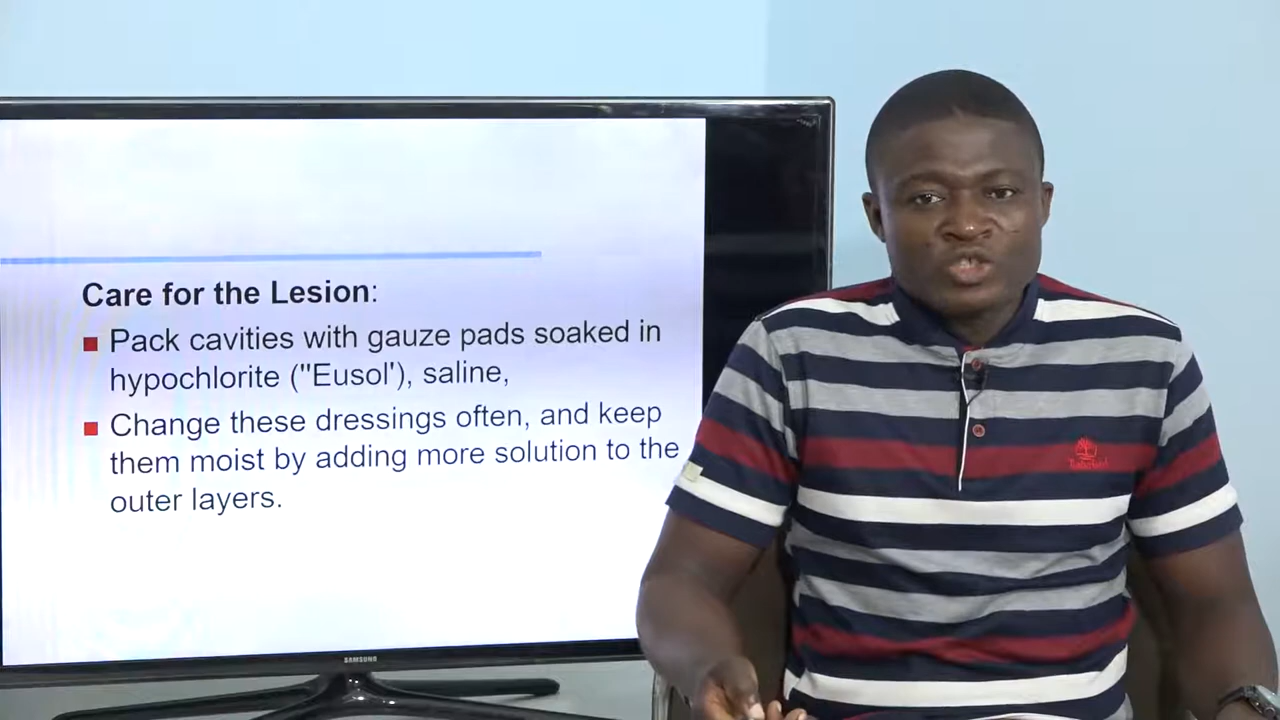 Care for the Lesion:
Pack cavities with gauze pads soaked in
hypochlorite (''Eusol'), saline,
Change these dressings often, and keep
them moist by adding more solution to the
outer layers.
SAMSUNG
Timberland